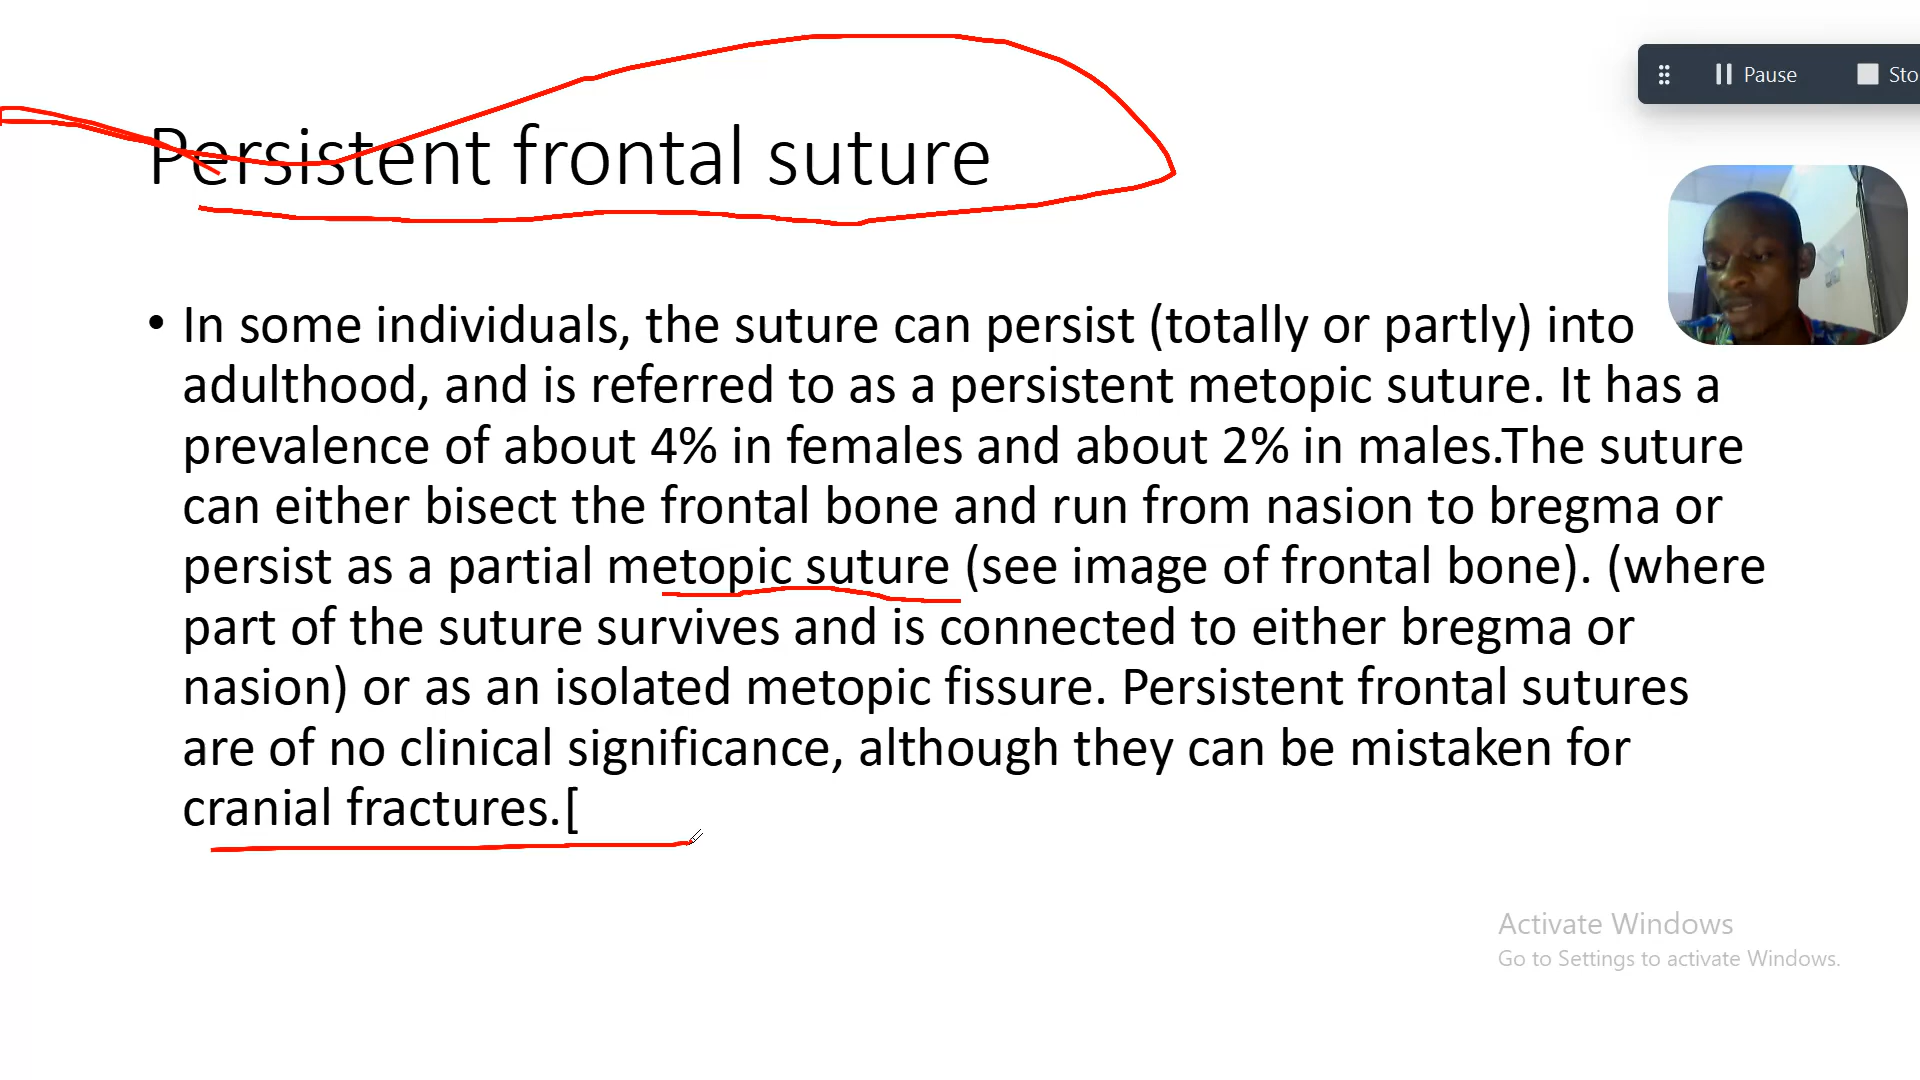 Pause
Sto
Persistent frontal suture
• In some individuals, the suture can persist (totally or partly) into
adulthood, and is referred to as a persistent metopic suture. It has a
prevalence of about 4% in females and about 2% in males.The suture
can either bisect the frontal bone and run from nasion to bregma or
persist as a partial metopic suture (see image of frontal bone). (where
part of the suture survives and is connected to either bregma or
nasion) or as an isolated metopic fissure. Persistent frontal sutures
are of no clinical significance, although they can be mistaken for
cranial fractures.[
Activate Windows
Go to Settings to activate Windows.